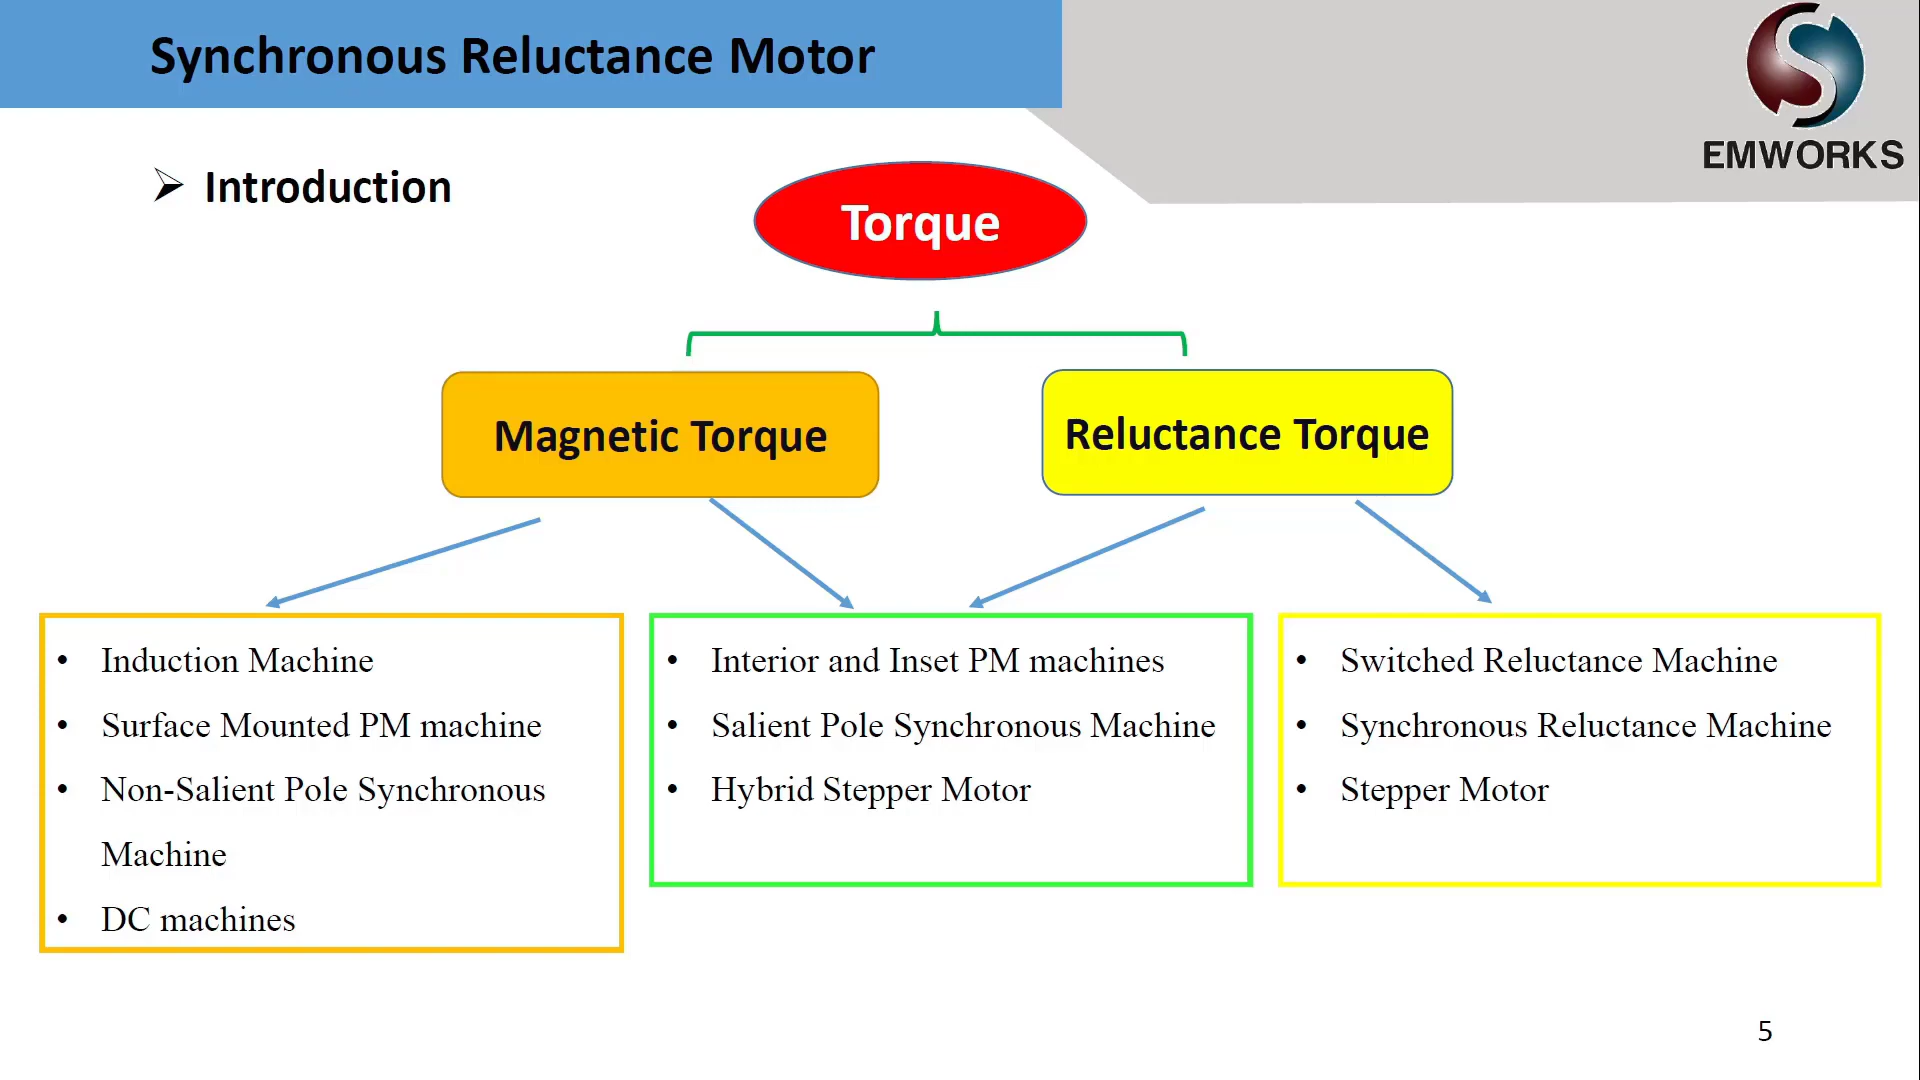 Synchronous Reluctance Motor
EMWORKS
➢ Introduction
Torque
Magnetic Torque
Reluctance Torque
• Induction Machine
• Surface Mounted PM machine
• Non-Salient Pole Synchronous
Machine
• DC machines
• Interior and Inset PM machines
• Salient Pole Synchronous Machine
• Hybrid Stepper Motor
• Switched Reluctance Machine
• Synchronous Reluctance Machine
• Stepper Motor
5